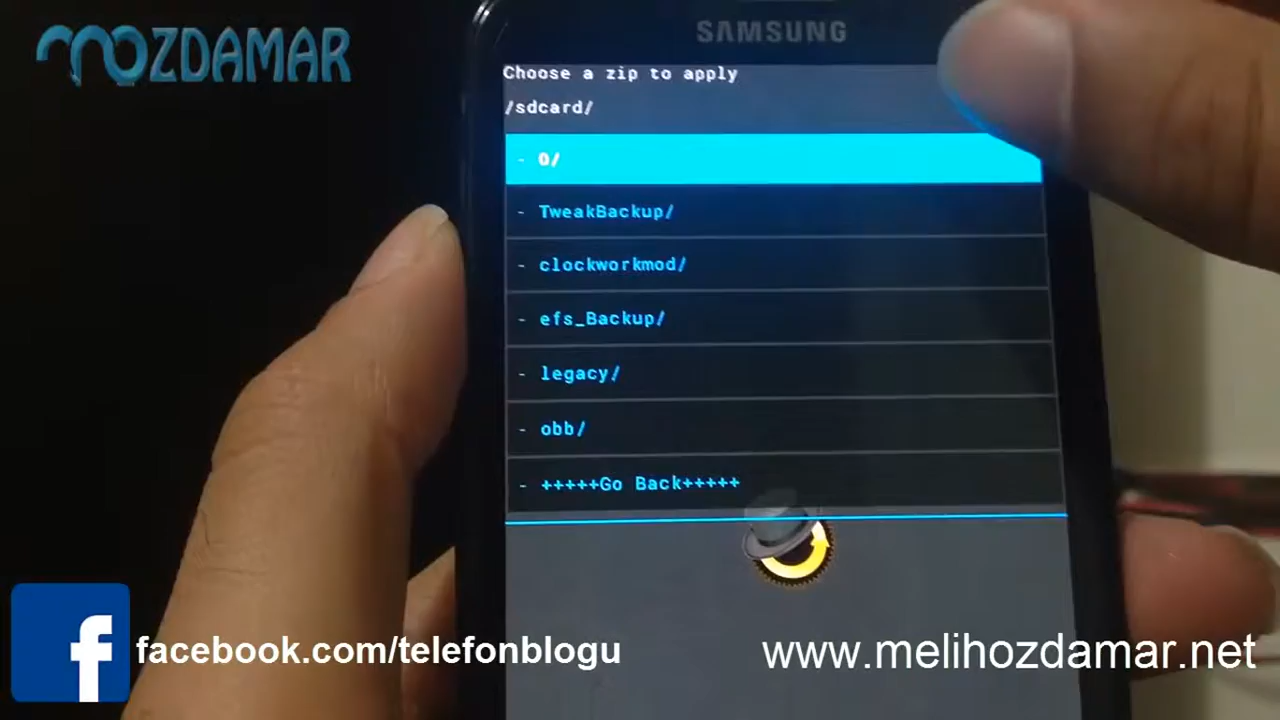 MOZDAMAR
SAMSUNG
Choose a zip to apply
/sdcard/
- 0/
- TweakBackup/
- clockworkmod/
- efs_Backup/
- legacy/
- obb/
- +++++Go Back+++++
f
facebook.com/telefonblogu
www.melihozdamar.net